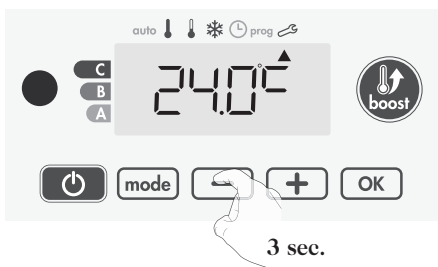 auto prog
C
B
A
24.0°C
boost
mode - + OK
3 sec.